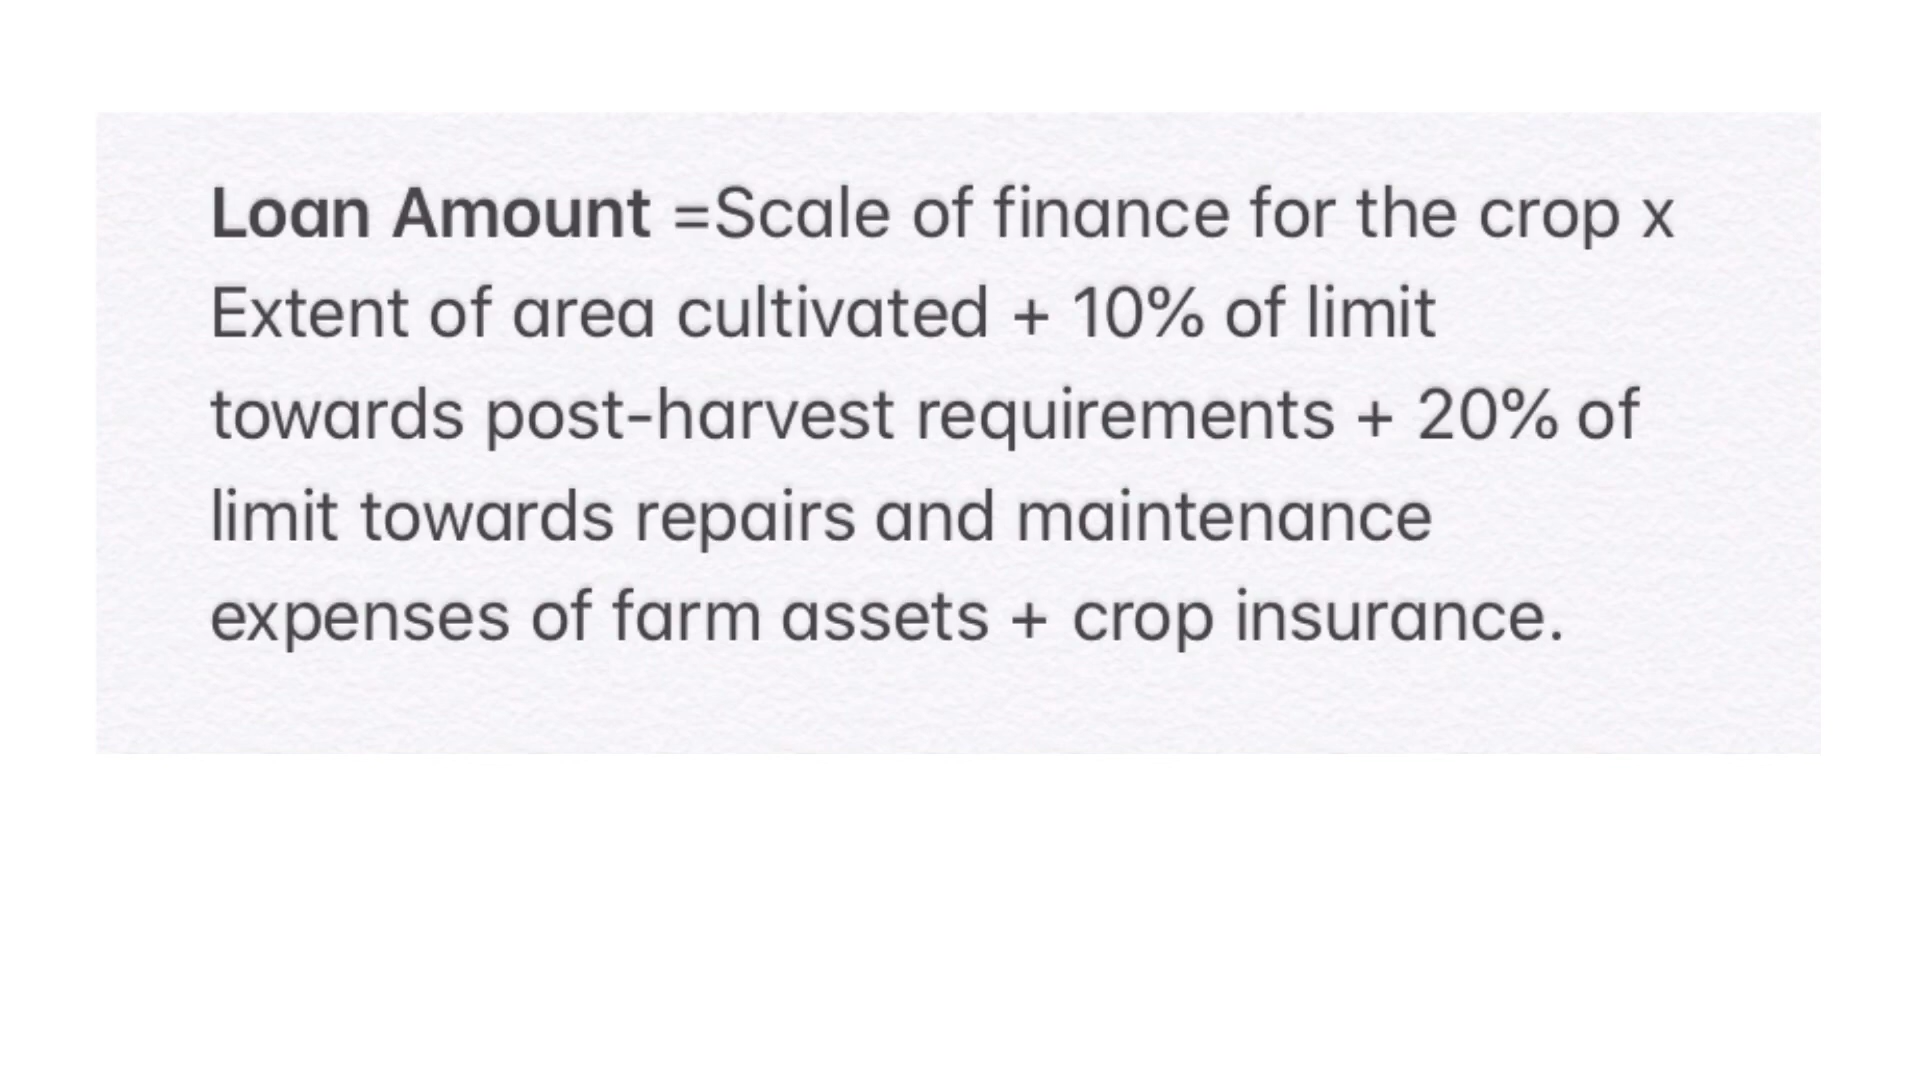 Loan Amount =Scale of finance for the crop x
Extent of area cultivated + 10% of limit
towards post-harvest requirements + 20% of
limit towards repairs and maintenance
expenses of farm assets + crop insurance.